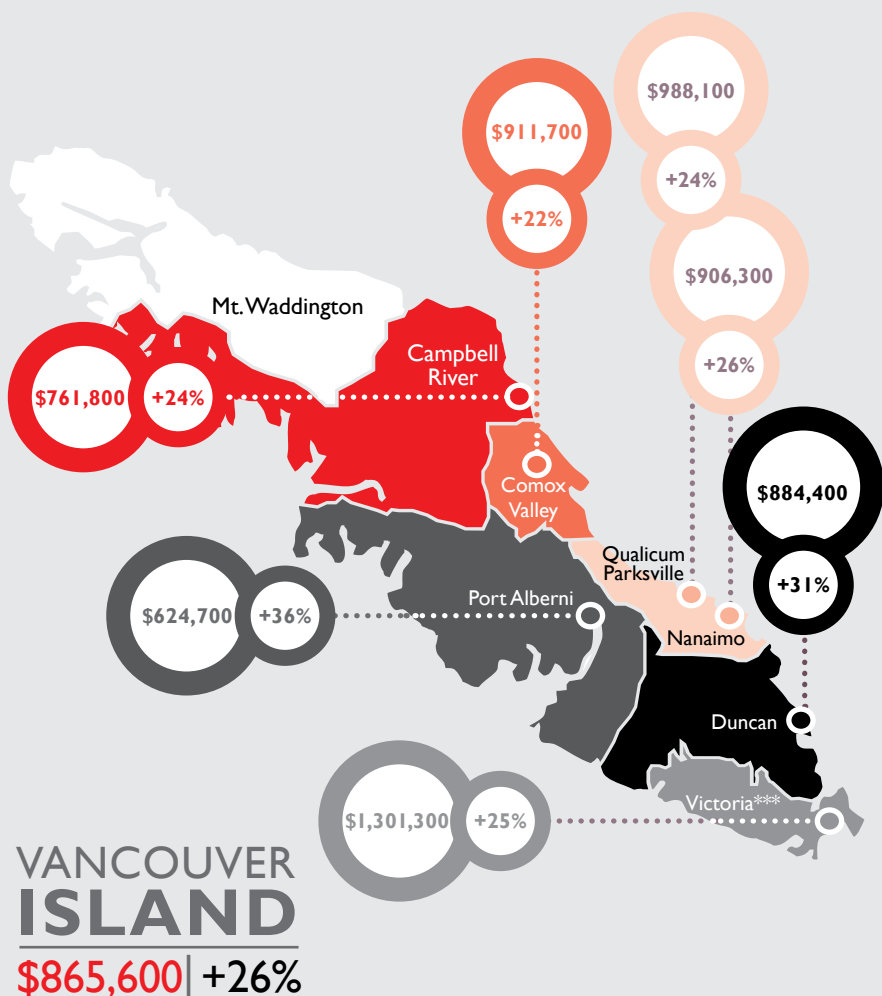 $988,100
$911,700
+24%
+22%
$906,300
Mt. Waddington
Campbell
River
+26%
$761,800
+24%
Comox
Valley
$884,400
Qualicum
Parksville
+31%
Port Alberni
$624,700
+36%
Nanaimo
Duncan
Victoria***
$1,301,300
+25%
VANCOUVER
ISLAND
$865,600 | +26%